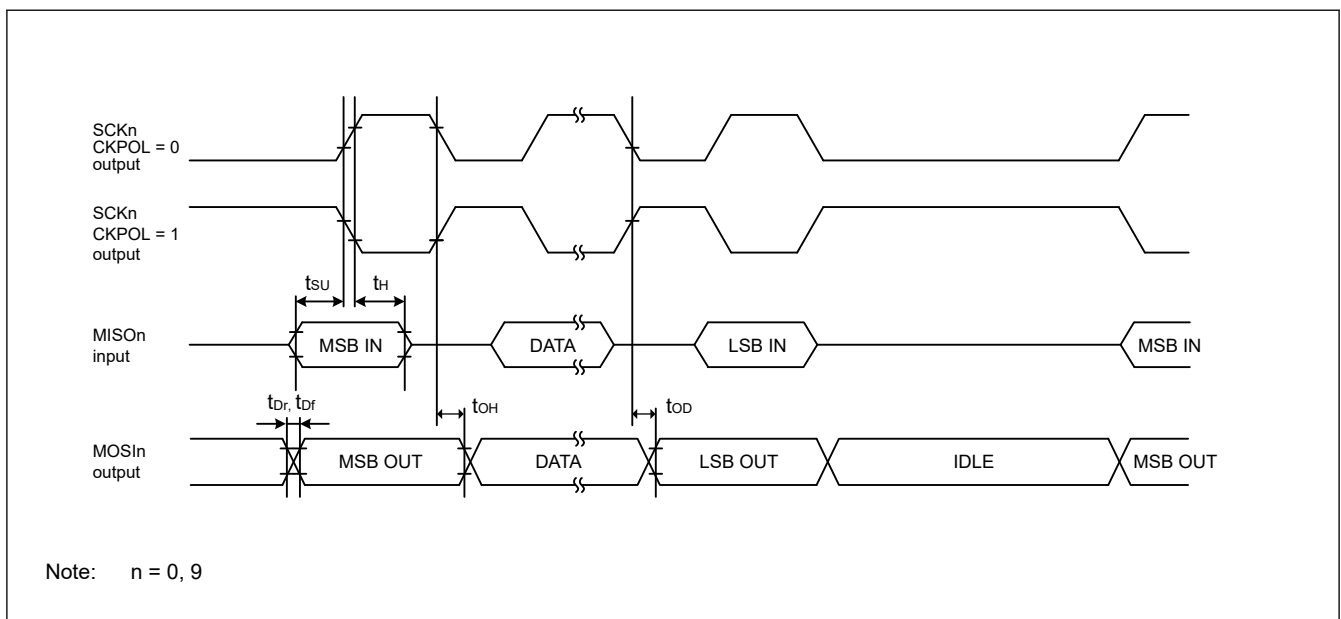 SCKn
CKPOL = 0
output
SCKn
CKPOL = 1
output
tSU
tH
MISOn
input
MSB IN
DATA
LSB IN
MSB IN
tDr, tDf
tOH
tOD
MOSIn
output
MSB OUT
DATA
LSB OUT
IDLE
MSB OUT
Note: n = 0, 9